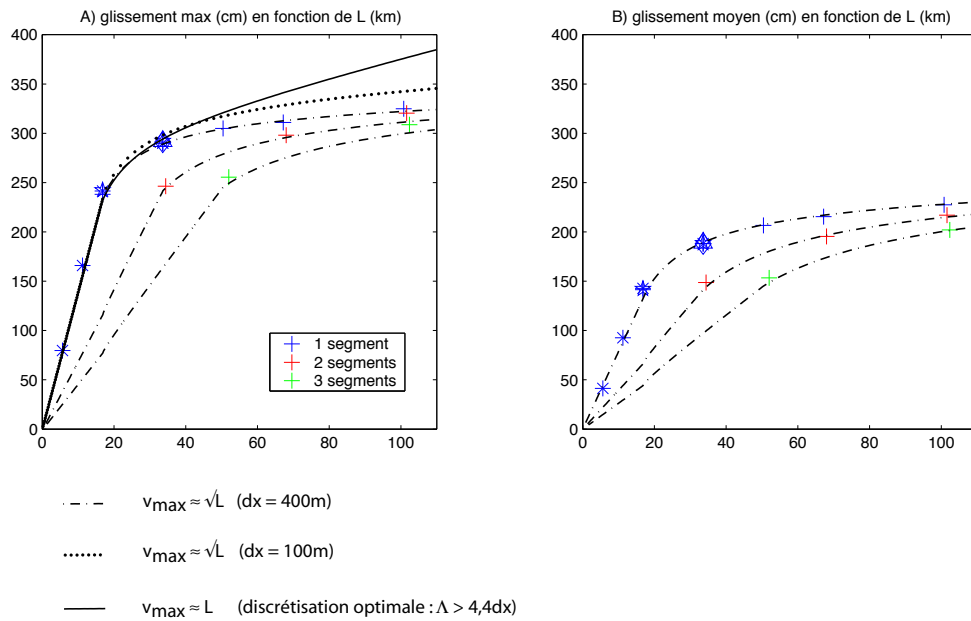 A) glissement max (cm) en fonction de L (km)
400
350
300
250
200
150
100
50
0
0 20 40 60 80 100
1 segment
2 segments
3 segments
B) glissement moyen (cm) en fonction de L (km)
400
350
300
250
200
150
100
50
0
0 20 40 60 80 100
vmax ≈ √L (dx = 400m)
vmax ≈ √L (dx = 100m)
vmax ≈ L (discrétisation optimale : Λ > 4,4dx)